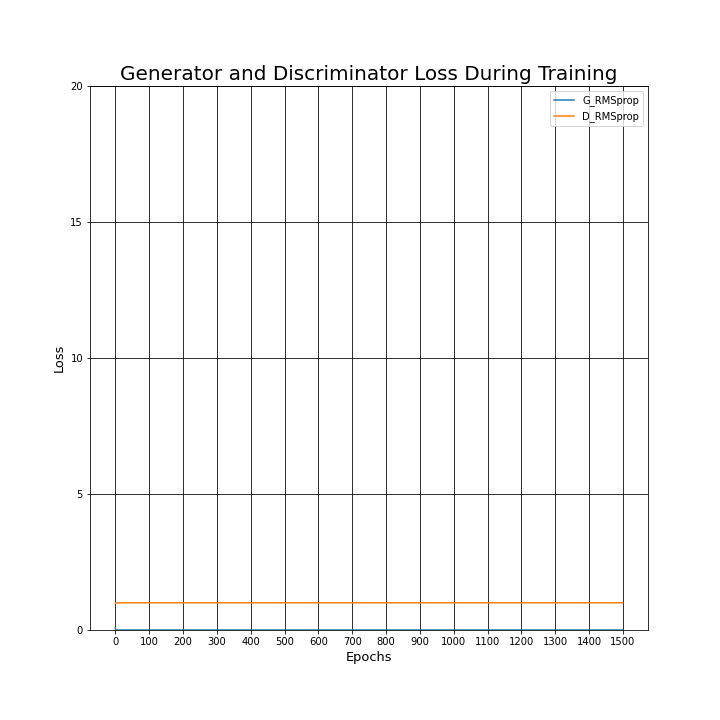 Generator and Discriminator Loss During Training
20
G_RMSprop
D_RMSprop
15
10
Loss
5
0
0 100 200 300 400 500 600 700 800 900 1000 1100 1200 1300 1400 1500
Epochs